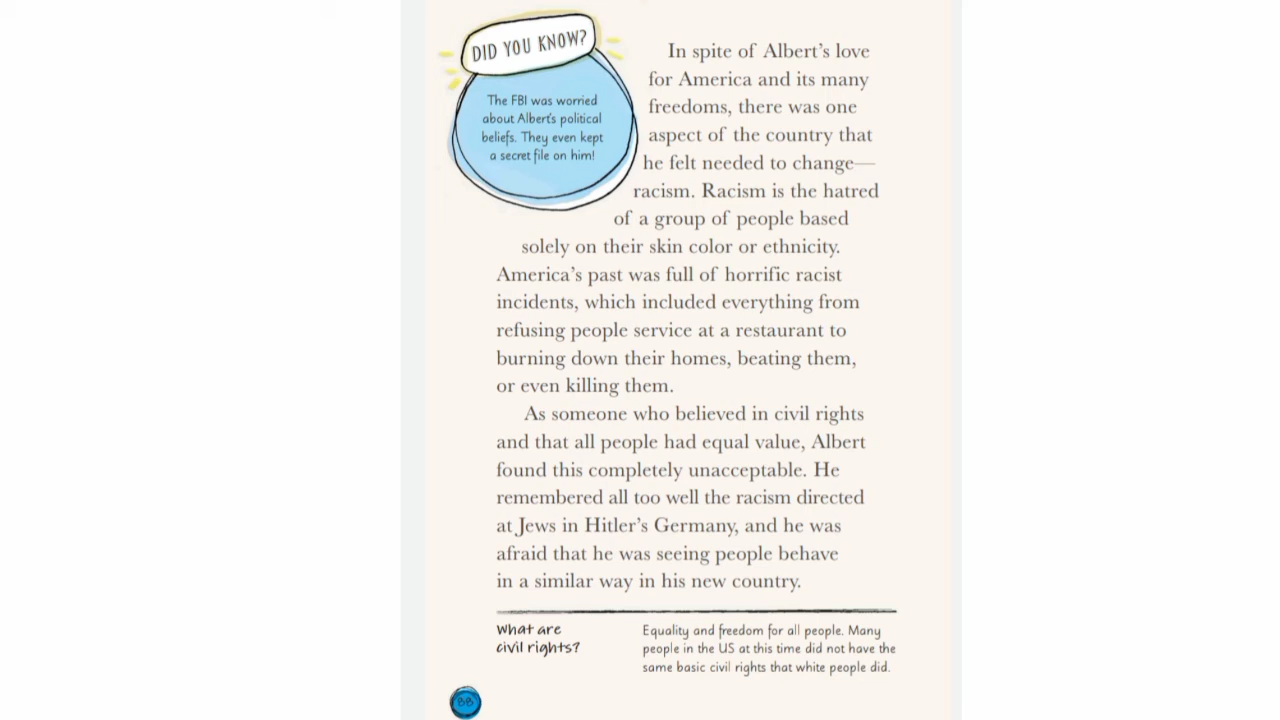 DID YOU KNOW?
The FBI was worried
about Albert's political
beliefs. They even kept
a secret file on him!
In spite of Albert's love
for America and its many
freedoms, there was one
aspect of the country that
he felt needed to change—
racism. Racism is the hatred
of a group of people based
solely on their skin color or ethnicity.
America's past was full of horrific racist
incidents, which included everything from
refusing people service at a restaurant to
burning down their homes, beating them,
or even killing them.
As someone who believed in civil rights
and that all people had equal value, Albert
found this completely unacceptable. He
remembered all too well the racism directed
at Jews in Hitler's Germany, and he was
afraid that he was seeing people behave
in a similar way in his new country.
What are
civil rights?
Equality and freedom for all people. Many
people in the US at this time did not have the
same basic civil rights that white people did.
88